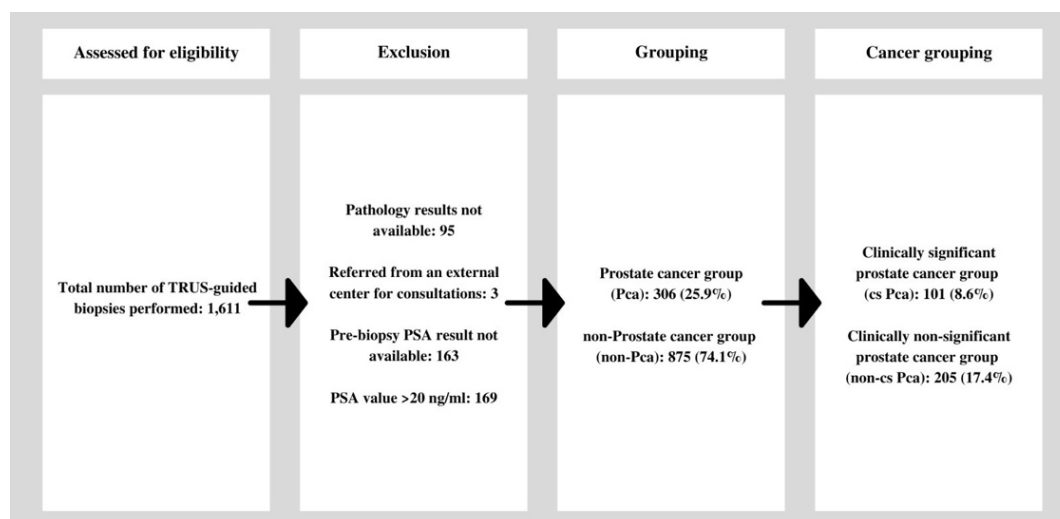 Assessed for eligibility
Exclusion
Grouping
Cancer grouping
Total number of TRUS-guided
biopsies performed: 1,611
Pathology results not
available: 95
Referred from an external
center for consultations: 3
Pre-biopsy PSA result not
available: 163
PSA value >20 ng/ml: 169
Prostate cancer group
(Pca): 306 (25.9%)
non-Prostate cancer group
(non-Pca): 875 (74.1%)
Clinically significant
prostate cancer group
(cs Pca): 101 (8.6%)
Clinically non-significant
prostate cancer group
(non-cs Pca): 205 (17.4%)